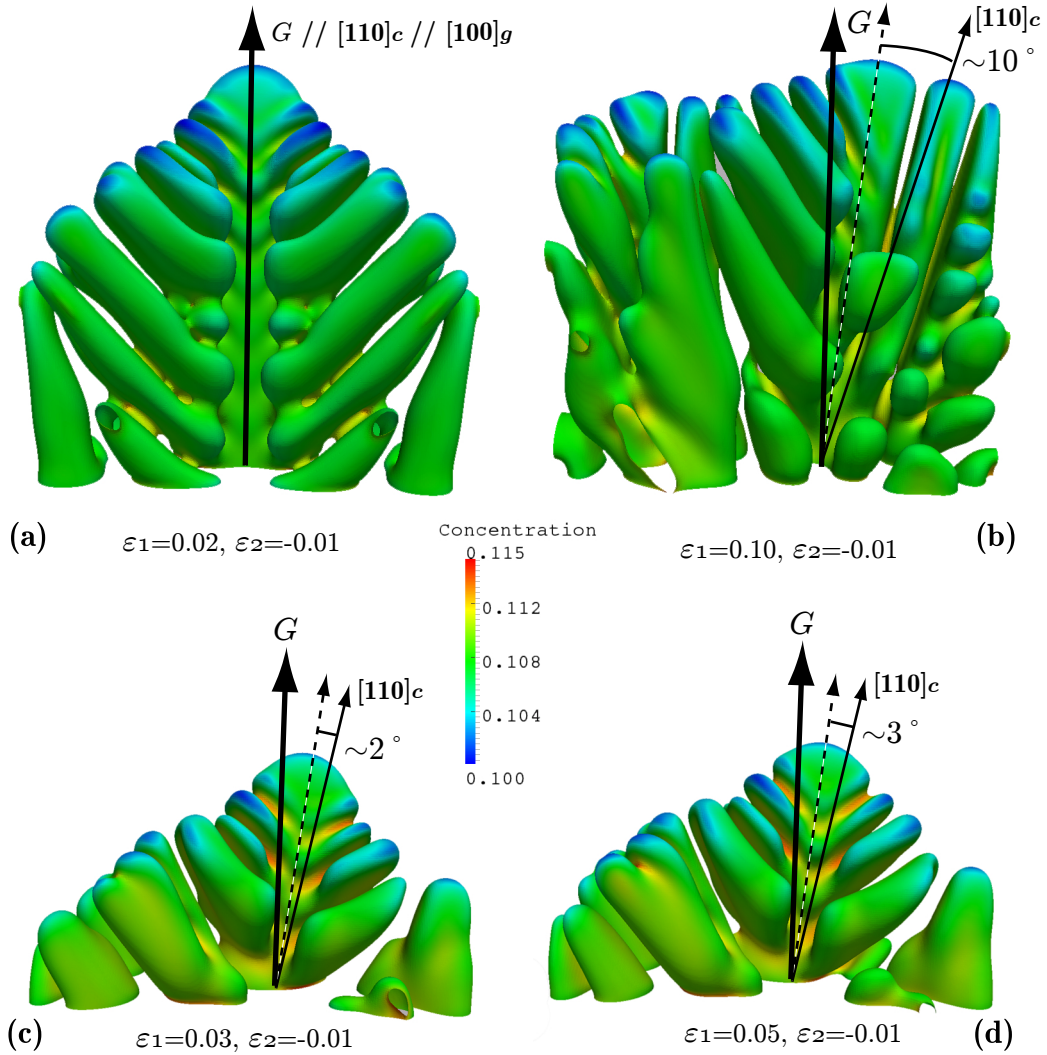 G // [110]c // [100]g
G
[110]c
~10 °
(a)
ε1=0.02, ε2=-0.01
Concentration
0.115
0.112
0.108
0.104
0.100
ε1=0.10, ε2=-0.01
(b)
G
[110]c
~2 °
G
[110]c
~3 °
(c)
ε1=0.03, ε2=-0.01
ε1=0.05, ε2=-0.01
(d)